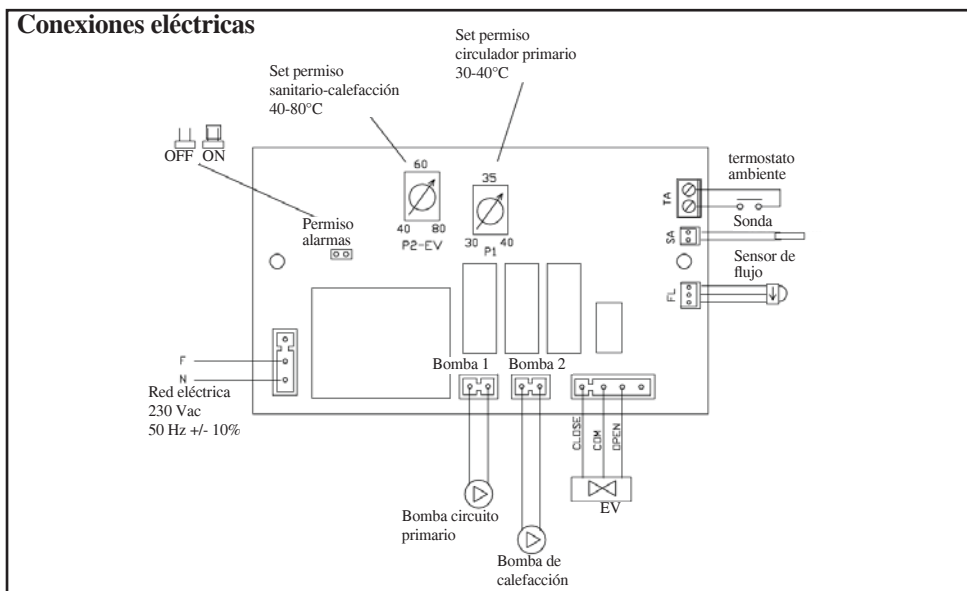 Conexiones eléctricas
Set permiso
circulador primario
30-40°C
Set permiso
sanitario-calefacción
40-80°C
OFF ON
60
35
Permiso
alarmas
40 80
P2-EV
30 40
P1
termostato
ambiente
TA
Sonda
SA
Sensor de
flujo
FL
F
N
Red eléctrica
230 Vac
50 Hz +/- 10%
Bomba 1 Bomba 2
CLOSE
COM
OPEN
EV
Bomba circuito
primario
Bomba de
calefacción